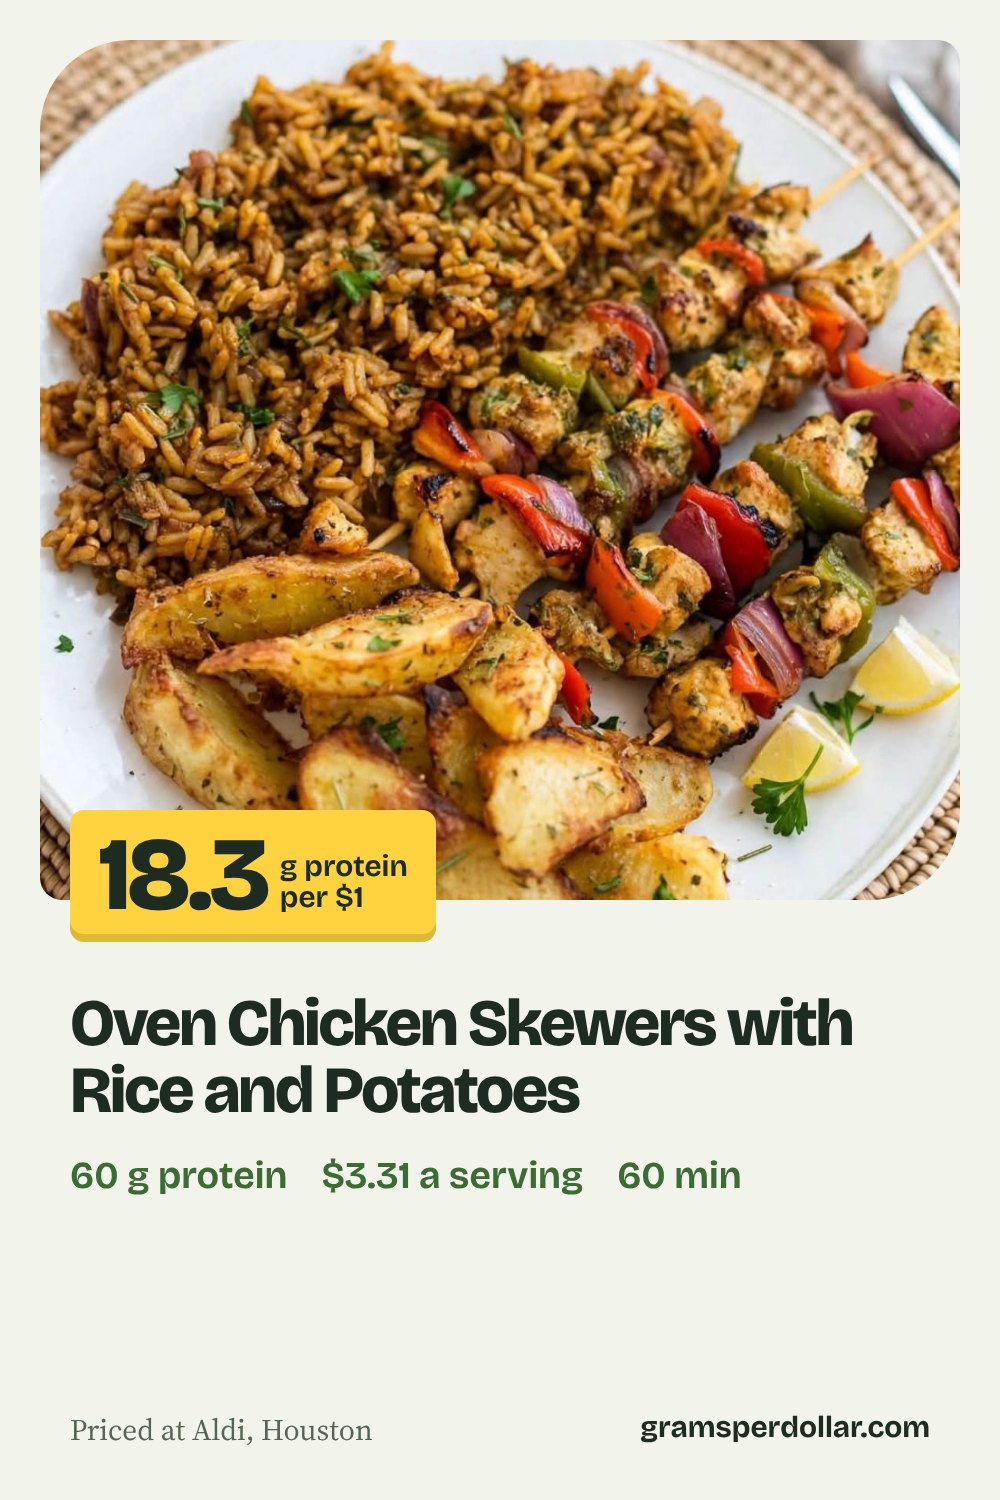 18.3
g protein
per $1
Oven Chicken Skewers with
Rice and Potatoes
60 g protein $3.31 a serving 60 min
Priced at Aldi, Houston
gramsperdollar.com